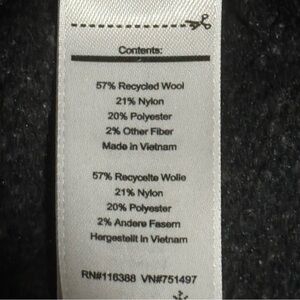 Contents:
57% Recycled Wool
21% Nylon
20% Polyester
2% Other Fiber
Made in Vietnam
57% Recycelte Wolle
21% Nylon
20% Polyester
2% Andere Fasern
Hergestellt in Vietnam
RN#116388 VN#751497